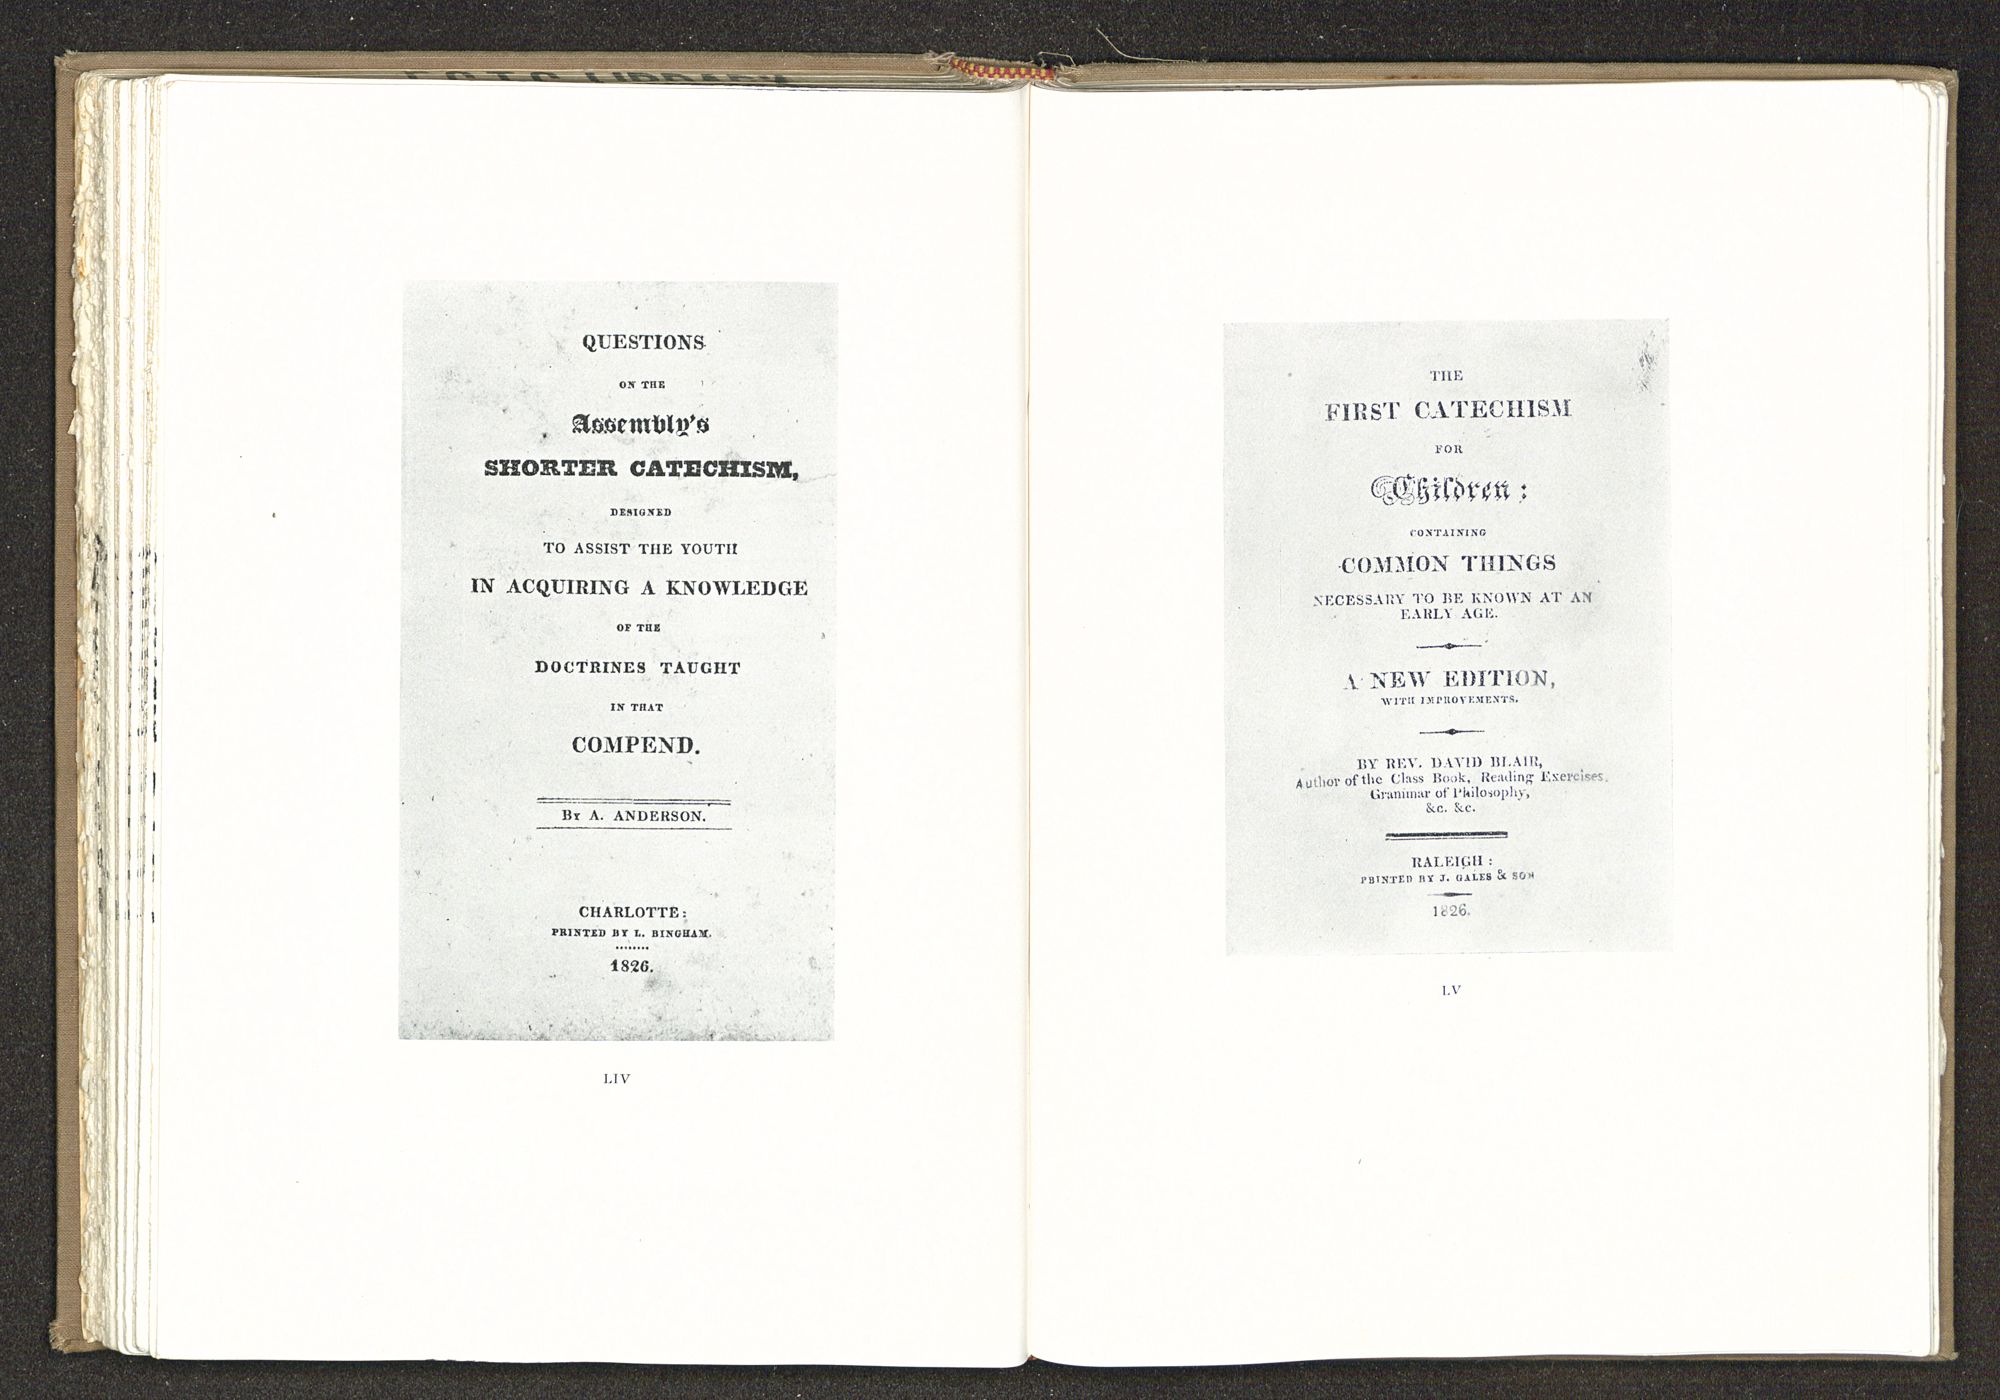 QUESTIONS
ON THE
Assembly's
SHORTER CATECHISM,
DESIGNED
TO ASSIST THE YOUTH
IN ACQUIRING A KNOWLEDGE
OF THE
DOCTRINES TAUGHT
IN THAT
COMPEND.
By A. ANDERSON.
CHARLOTTE:
PRINTED BY L. BINGHAM.
1826.
LIV
THE
FIRST CATECHISM
FOR
Children:
CONTAINING
COMMON THINGS
NECESSARY TO BE KNOWN AT AN
EARLY AGE.
A NEW EDITION,
WITH IMPROVEMENTS.
BY REV. DAVID BLAIR,
Author of the Class Book, Reading Exercises,
Grammar of Philosophy,
&c. &c.
RALEIGH:
PRINTED BY J. GALES & SON
1826.
LV